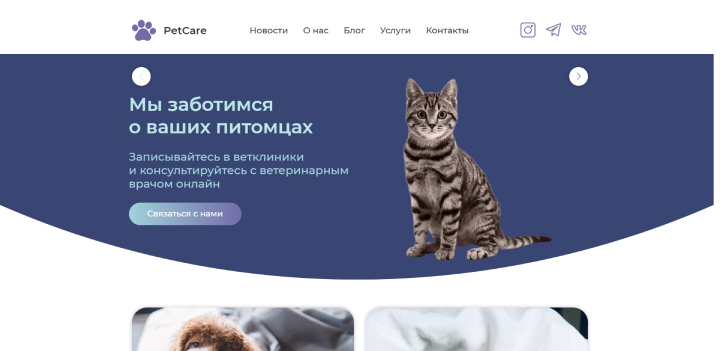 PetCare
Новости О нас Блог Услуги Контакты
Мы заботимся
о ваших питомцах
Записывайтесь в ветклиники
и консультируйтесь с ветеринарным
врачом онлайн
Связаться с нами